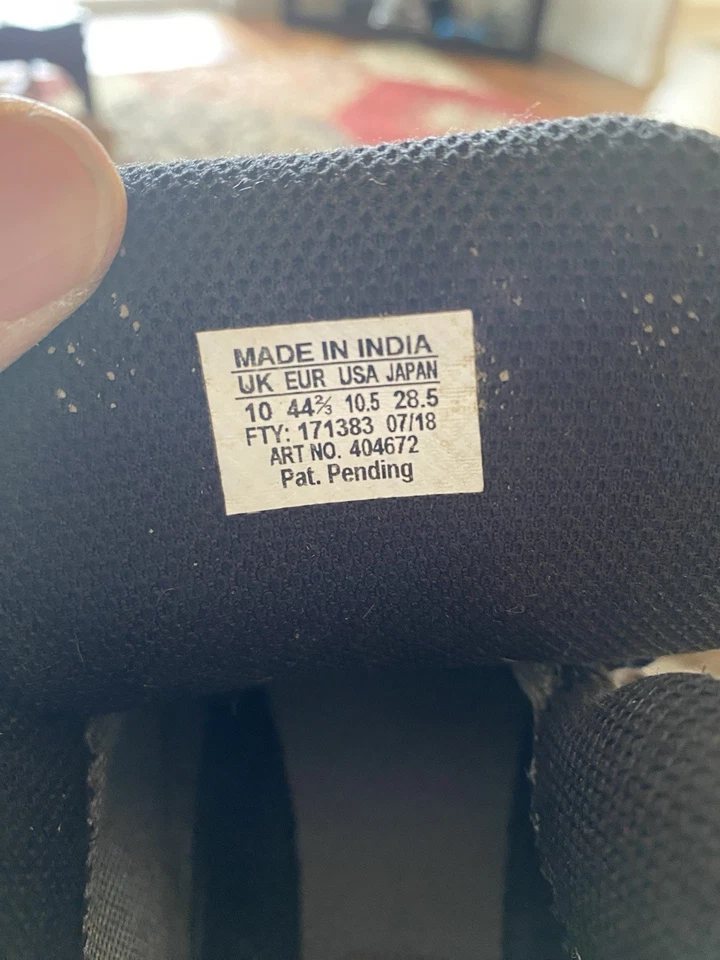 MADE IN INDIA
UK EUR USA JAPAN
10 44⅔ 10.5 28.5
FTY: 171383 07/18
ART NO. 404672
Pat. Pending